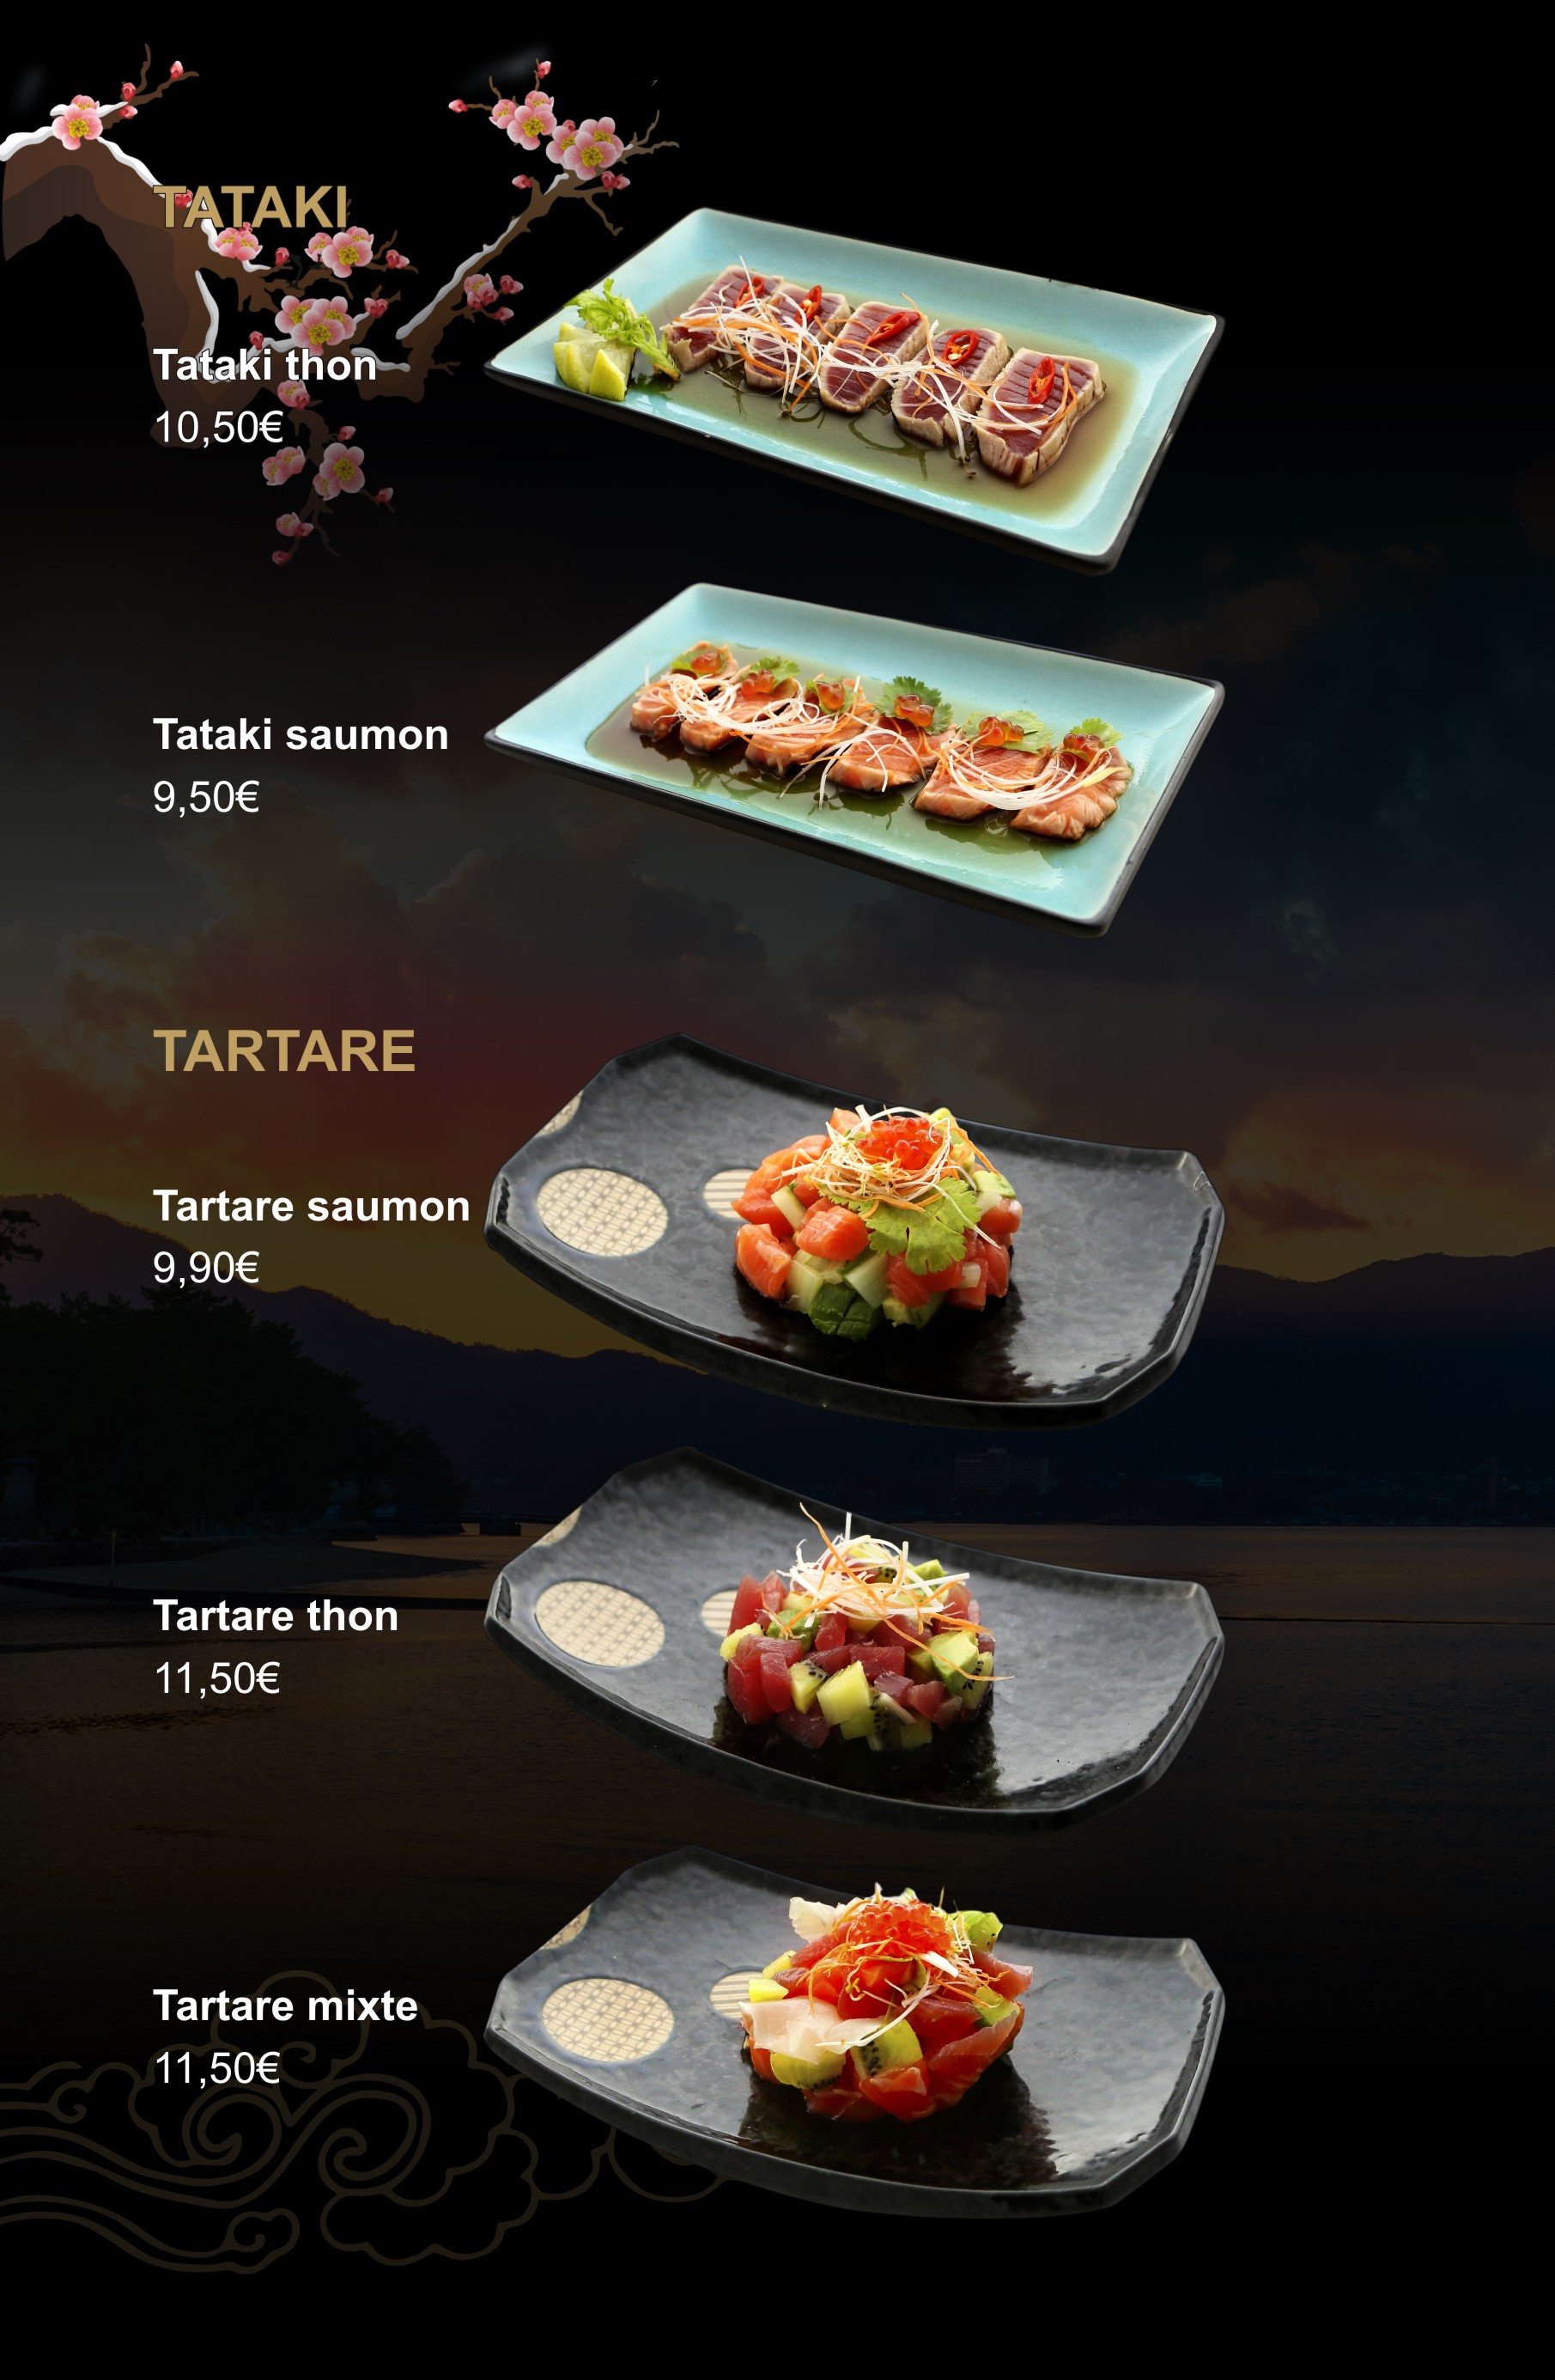 TATAKI
Tataki thon
10,50€
Tataki saumon
9,50€
TARTARE
Tartare saumon
9,90€
Tartare thon
11,50€
Tartare mixte
11,50€